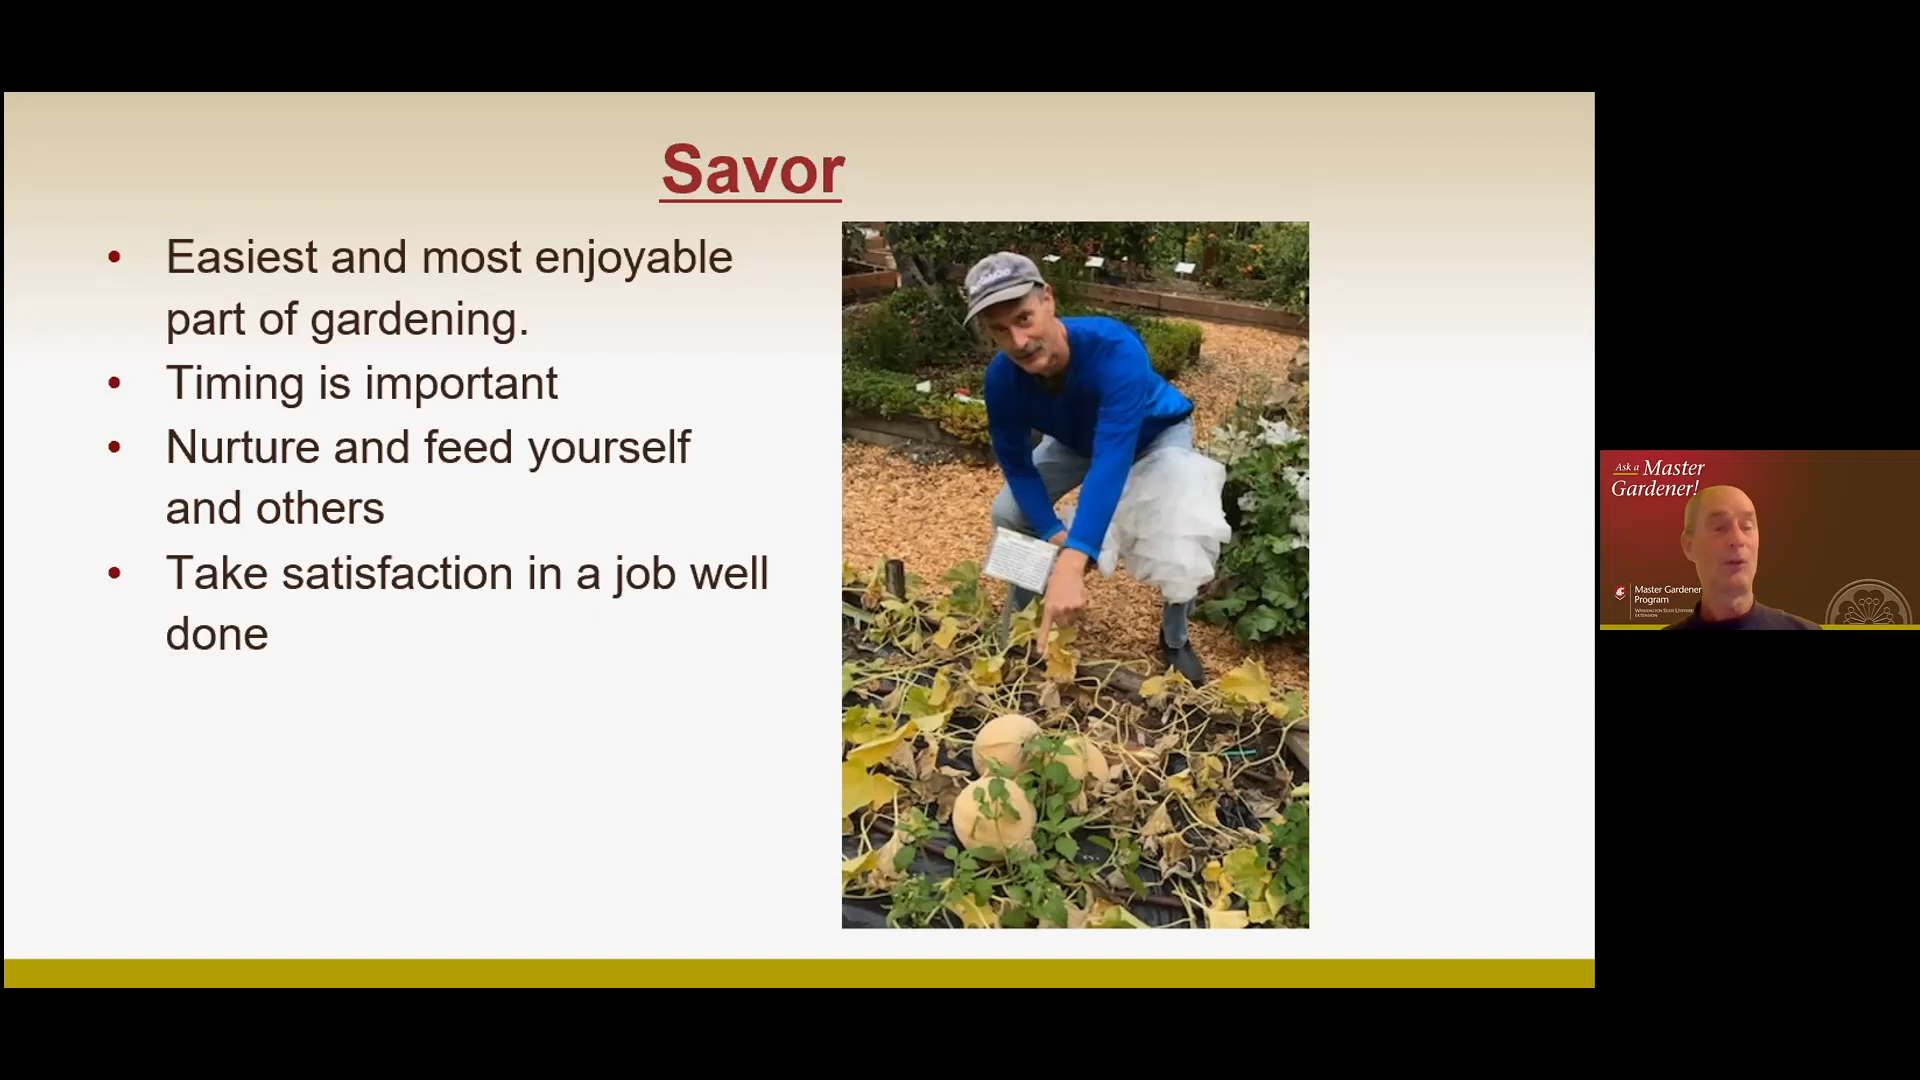 Savor
• Easiest and most enjoyable
part of gardening.
• Timing is important
• Nurture and feed yourself
and others
• Take satisfaction in a job well
done
Ask a Master
Gardener!
Master Gardener
Program
EXTENSION